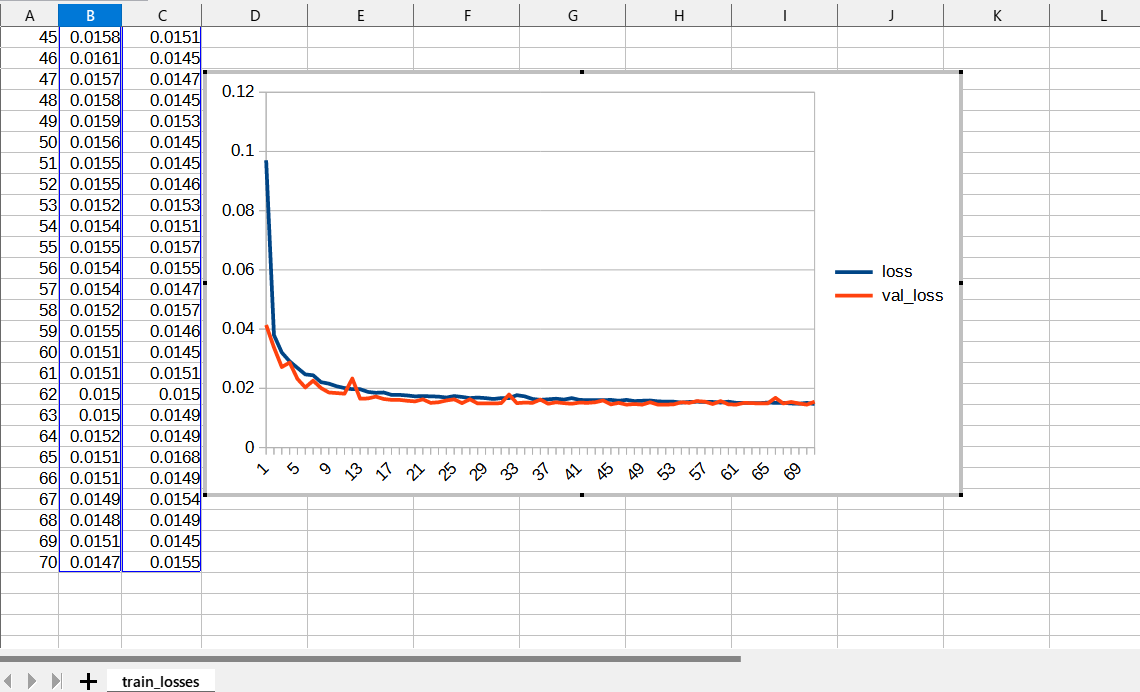 A B C D E F G H I J K L
45 0.0158 0.0151
46 0.0161 0.0145
47 0.0157 0.0147
48 0.0158 0.0145
49 0.0159 0.0153
50 0.0156 0.0145
51 0.0155 0.0145
52 0.0155 0.0146
53 0.0152 0.0153
54 0.0154 0.0151
55 0.0155 0.0157
56 0.0154 0.0155
57 0.0154 0.0147
58 0.0152 0.0157
59 0.0155 0.0146
60 0.0151 0.0145
61 0.0151 0.0151
62 0.015 0.015
63 0.015 0.0149
64 0.0152 0.0149
65 0.0151 0.0168
66 0.0151 0.0149
67 0.0149 0.0154
68 0.0148 0.0149
69 0.0151 0.0145
70 0.0147 0.0155
0.12
0.1
0.08
0.06
0.04
0.02
0
1 5 9 13 17 21 25 29 33 37 41 45 49 53 57 61 65 69
loss
val_loss
train_losses